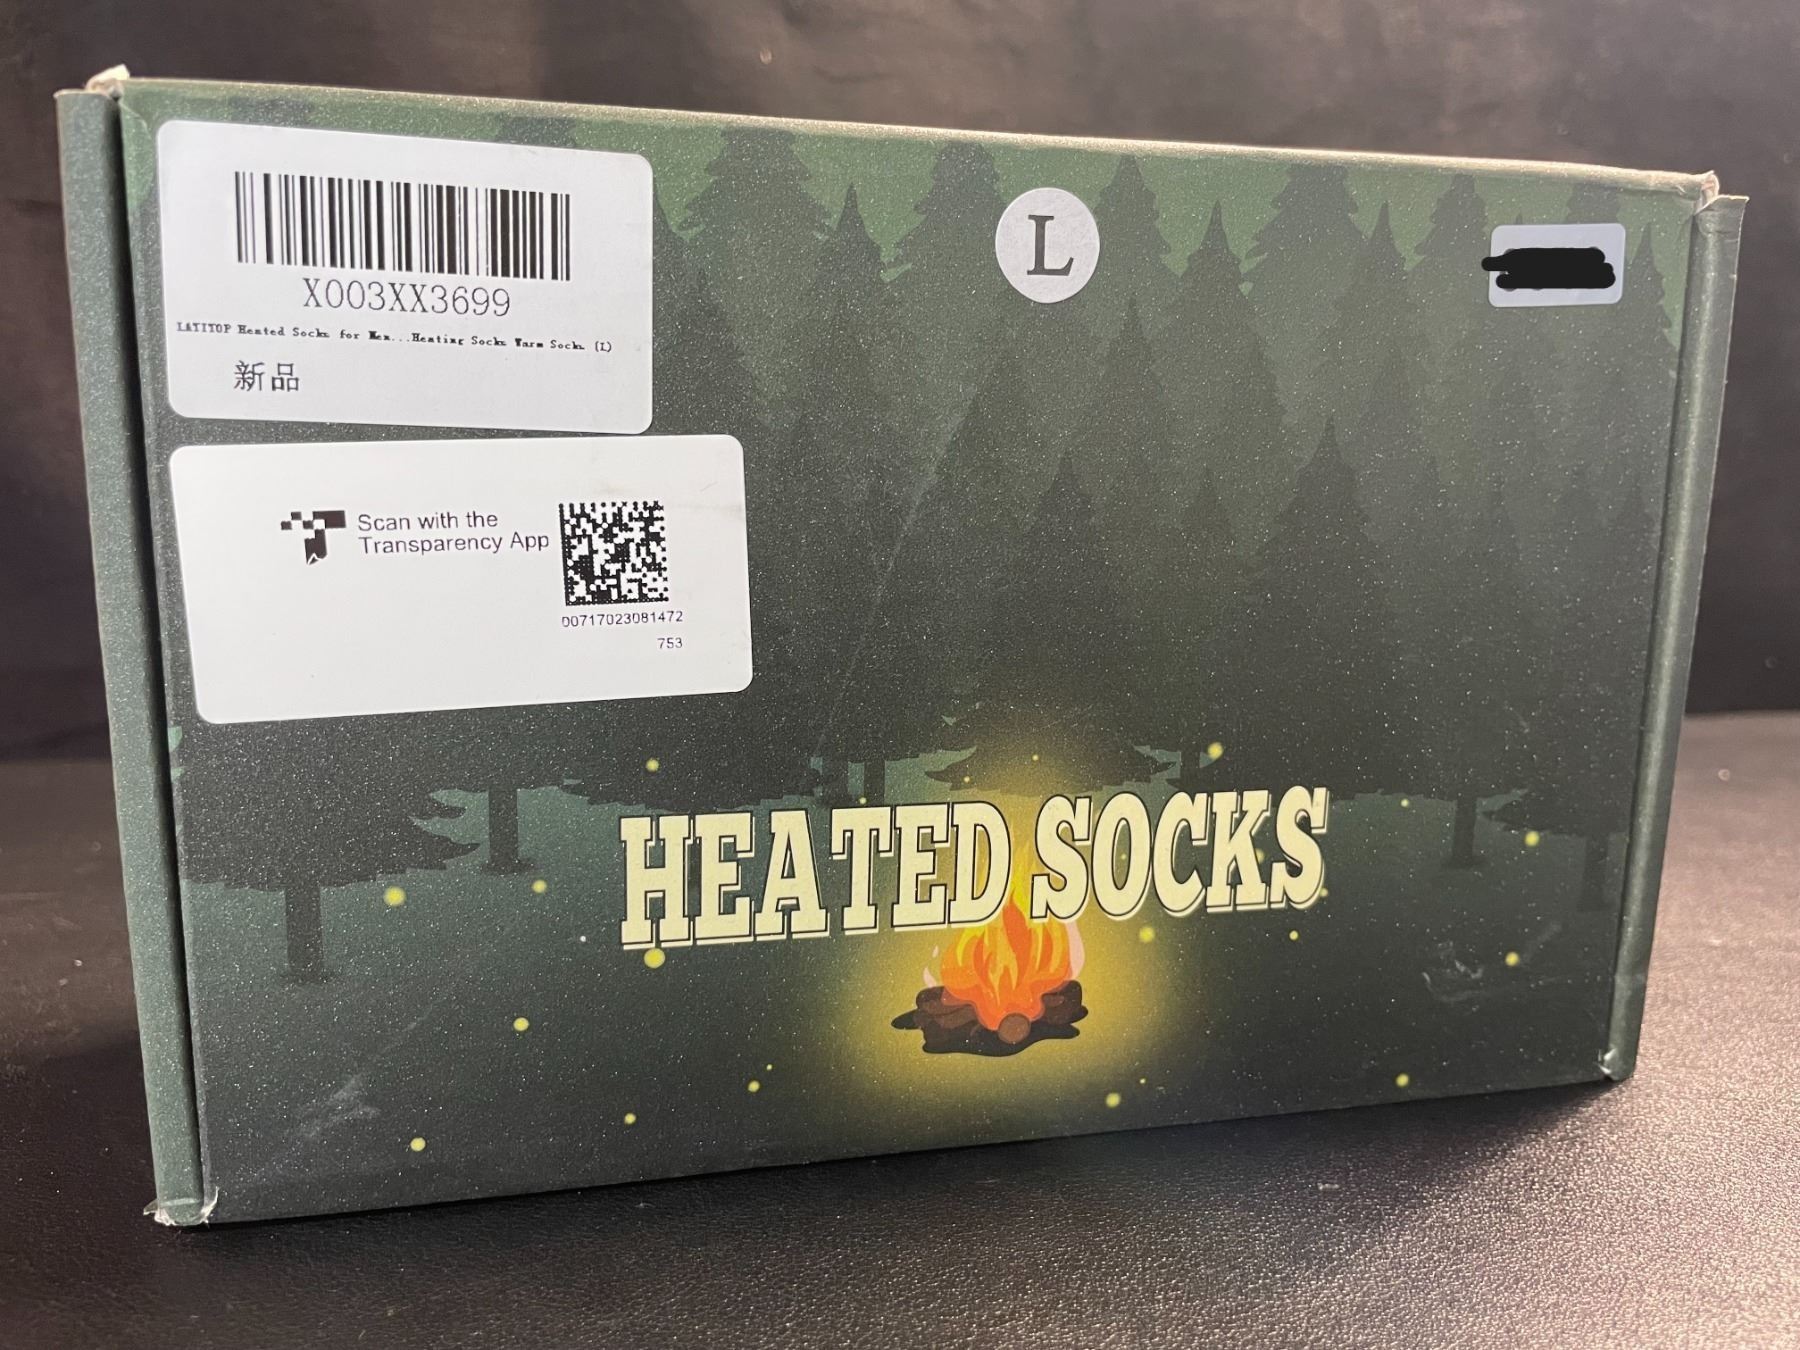 X003XX3699
LATITOP Heated Socks for Men...Heating Socks Warm Socks (L)
新品
L
Scan with the
Transparency App
00717023081472
753
HEATED SOCKS